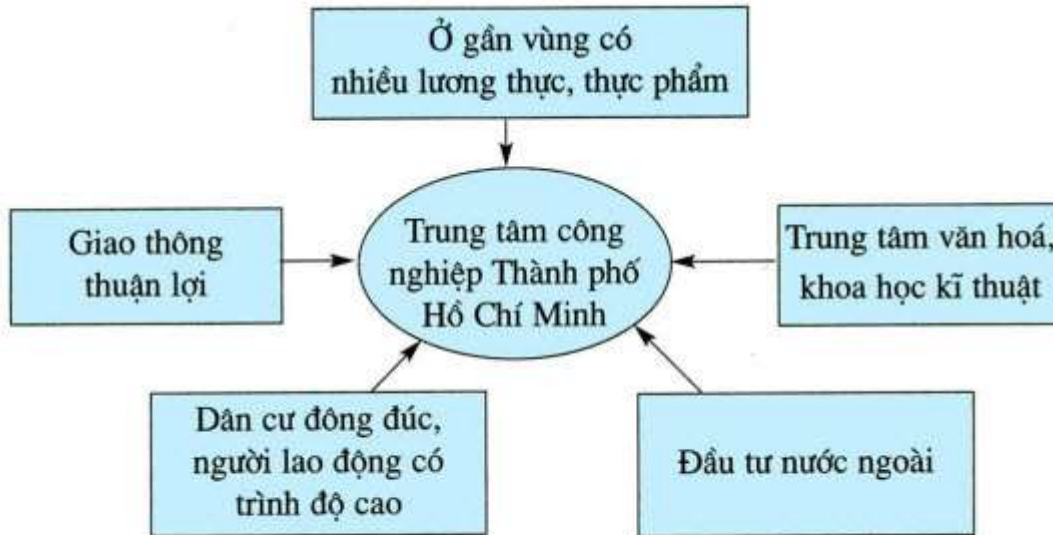 Ở gần vùng có
nhiều lương thực, thực phẩm
Giao thông
thuận lợi
Trung tâm công
nghiệp Thành phố
Hồ Chí Minh
Trung tâm văn hoá,
khoa học kĩ thuật
Dân cư đông đúc,
người lao động có
trình độ cao
Đầu tư nước ngoài